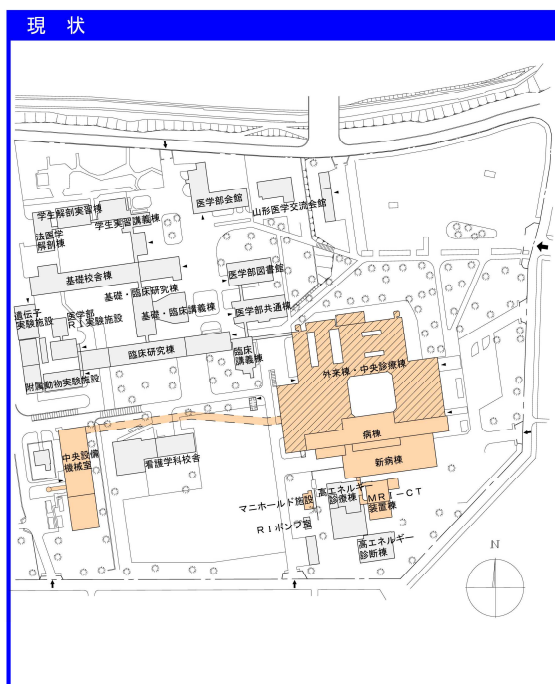 現　状
医学部会館
山形医学交流会館
学生解剖実習棟
学生実習講義棟
法医学
解剖棟
基礎校舎棟
医学部図書館
基礎・臨床研究棟
遺伝子
実験施設
医学部
ＲＩ実験施設
基礎・臨床講義棟
医学部共通棟
臨床研究棟
臨床
講義棟
外来棟・中央診療棟
附属動物実験施設
病棟
中央設備
機械室
看護学科校舎
新病棟
マニホールド施設
高エネルギー
診療棟
ＭＲＩ－ＣＴ
装置棟
ＲＩポンプ室
高エネルギー
診断棟
N